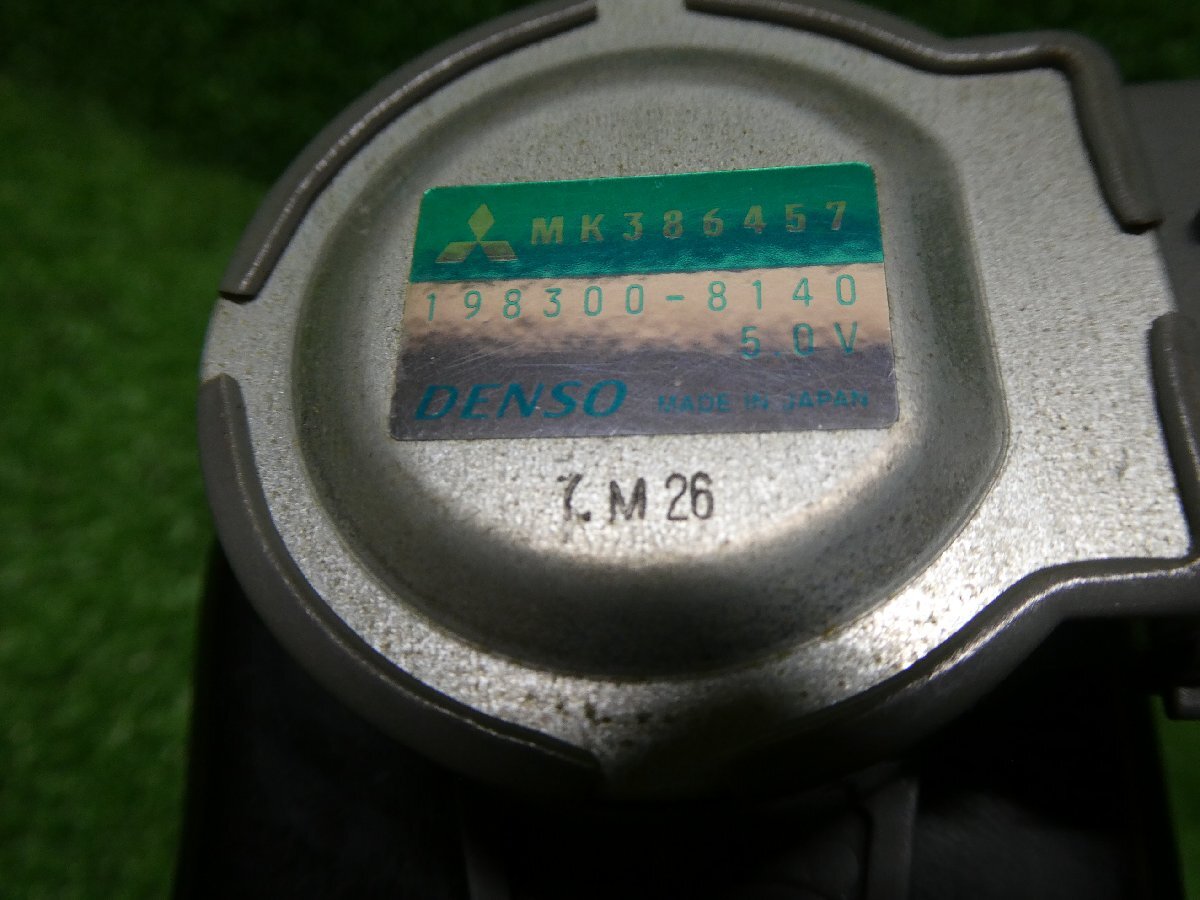 MK386457
198300-8140
5.0V
DENSO MADE IN JAPAN
M 26